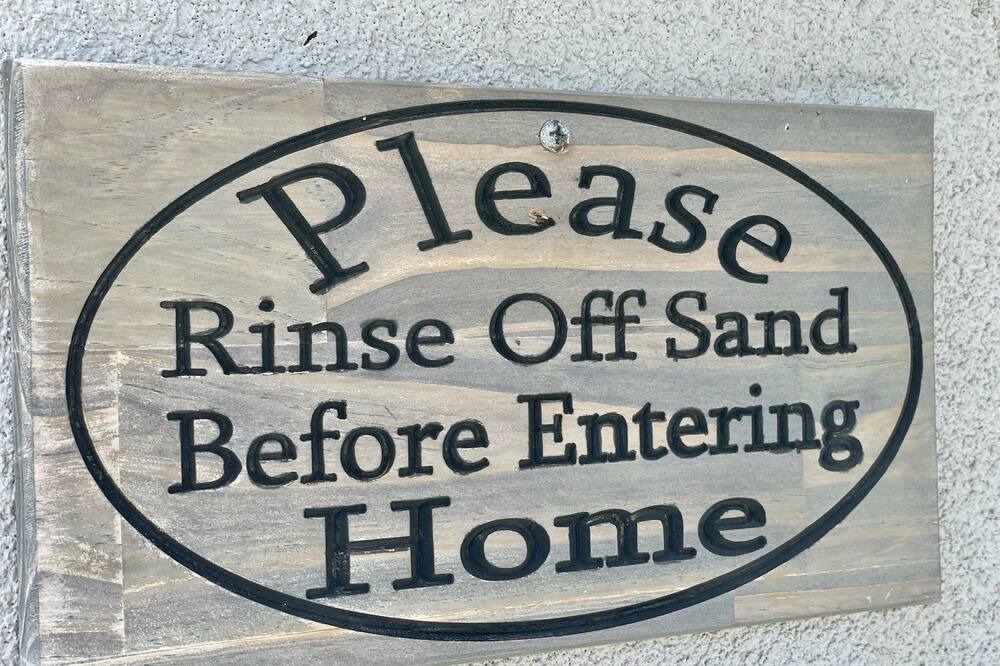 Please
Rinse Off Sand
Before Entering
Home